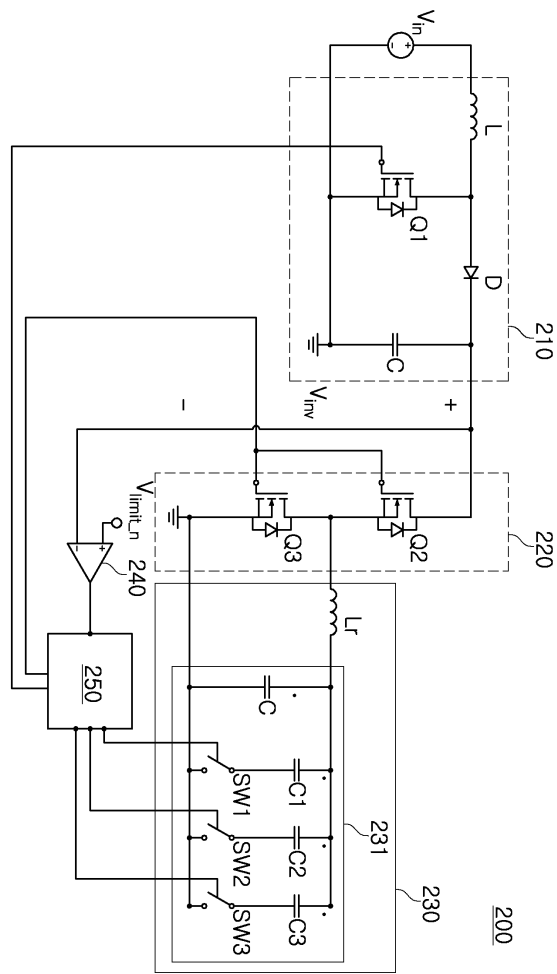 200
210
220
230
231
L
D
Q1
C
Vin
+
-
+
Vinv
-
Q2
Q3
Lr
C
C1
C2
C3
SW1
SW2
SW3
Vlimit_n
+
-
240
250